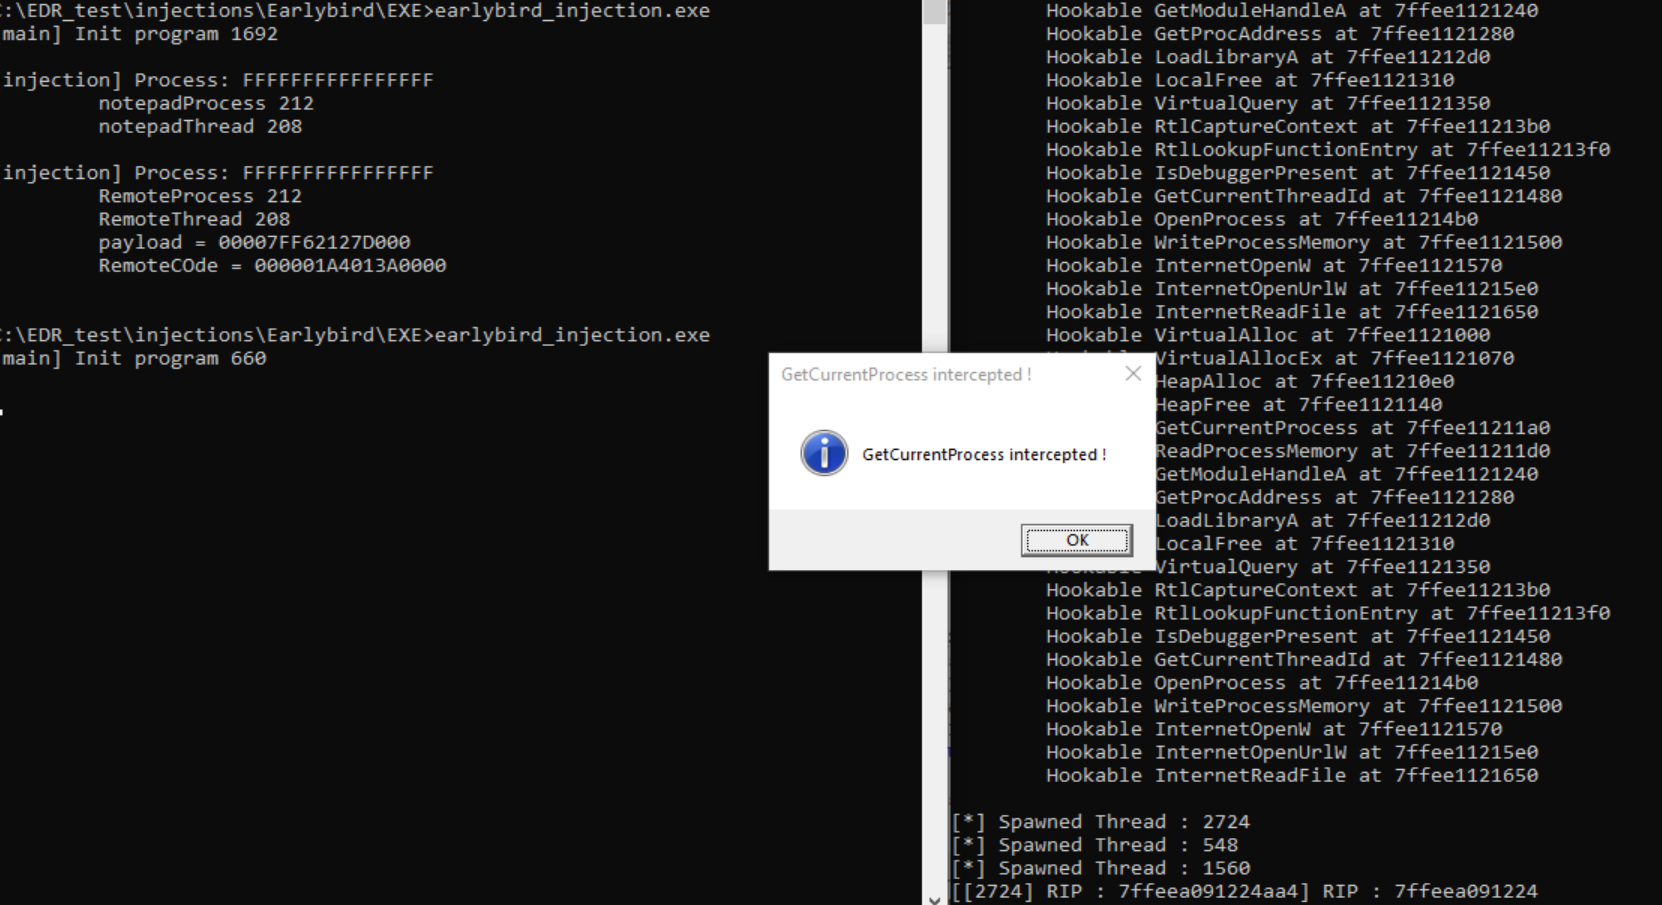 :\EDR_test\injections\Earlybird\EXE>earlybird_injection.exe
main] Init program 1692
injection] Process: FFFFFFFFFFFFFFFF
notepadProcess 212
notepadThread 208
injection] Process: FFFFFFFFFFFFFFFF
RemoteProcess 212
RemoteThread 208
payload = 00007FF62127D000
RemoteCOde = 000001A4013A0000
:\EDR_test\injections\Earlybird\EXE>earlybird_injection.exe
main] Init program 660
GetCurrentProcess intercepted !
GetCurrentProcess intercepted !
OK
Hookable GetModuleHandleA at 7ffee1121240
Hookable GetProcAddress at 7ffee1121280
Hookable LoadLibraryA at 7ffee11212d0
Hookable LocalFree at 7ffee1121310
Hookable VirtualQuery at 7ffee1121350
Hookable RtlCaptureContext at 7ffee11213b0
Hookable RtlLookupFunctionEntry at 7ffee11213f0
Hookable IsDebuggerPresent at 7ffee1121450
Hookable GetCurrentThreadId at 7ffee1121480
Hookable OpenProcess at 7ffee11214b0
Hookable WriteProcessMemory at 7ffee1121500
Hookable InternetOpenW at 7ffee1121570
Hookable InternetOpenUrlW at 7ffee11215e0
Hookable InternetReadFile at 7ffee1121650
Hookable VirtualAlloc at 7ffee1121000
VirtualAllocEx at 7ffee1121070
HeapAlloc at 7ffee11210e0
HeapFree at 7ffee1121140
GetCurrentProcess at 7ffee11211a0
ReadProcessMemory at 7ffee11211d0
GetModuleHandleA at 7ffee1121240
GetProcAddress at 7ffee1121280
LoadLibraryA at 7ffee11212d0
LocalFree at 7ffee1121310
VirtualQuery at 7ffee1121350
Hookable RtlCaptureContext at 7ffee11213b0
Hookable RtlLookupFunctionEntry at 7ffee11213f0
Hookable IsDebuggerPresent at 7ffee1121450
Hookable GetCurrentThreadId at 7ffee1121480
Hookable OpenProcess at 7ffee11214b0
Hookable WriteProcessMemory at 7ffee1121500
Hookable InternetOpenW at 7ffee1121570
Hookable InternetOpenUrlW at 7ffee11215e0
Hookable InternetReadFile at 7ffee1121650
[*] Spawned Thread : 2724
[*] Spawned Thread : 548
[*] Spawned Thread : 1560
[[2724] RIP : 7ffeea091224aa4] RIP : 7ffeea091224